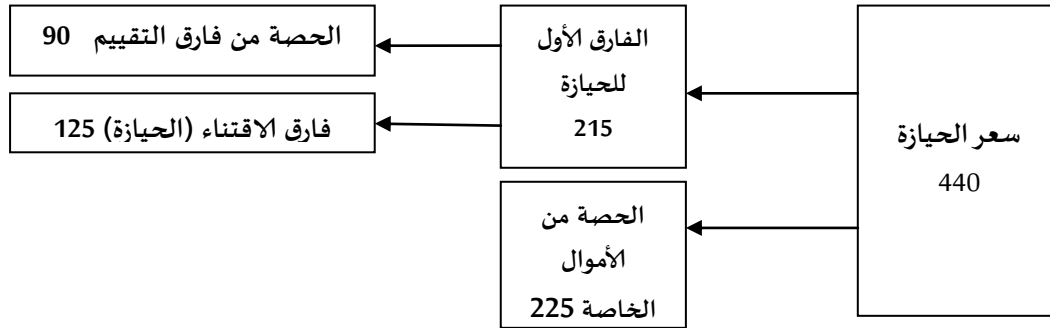 سعر الحيازة
440
الفارق الأول
للحيازة
215
الحصة من فارق التقييم 90
فارق الاقتناء (الحيازة) 125
الحصة من
الأموال
الخاصة 225